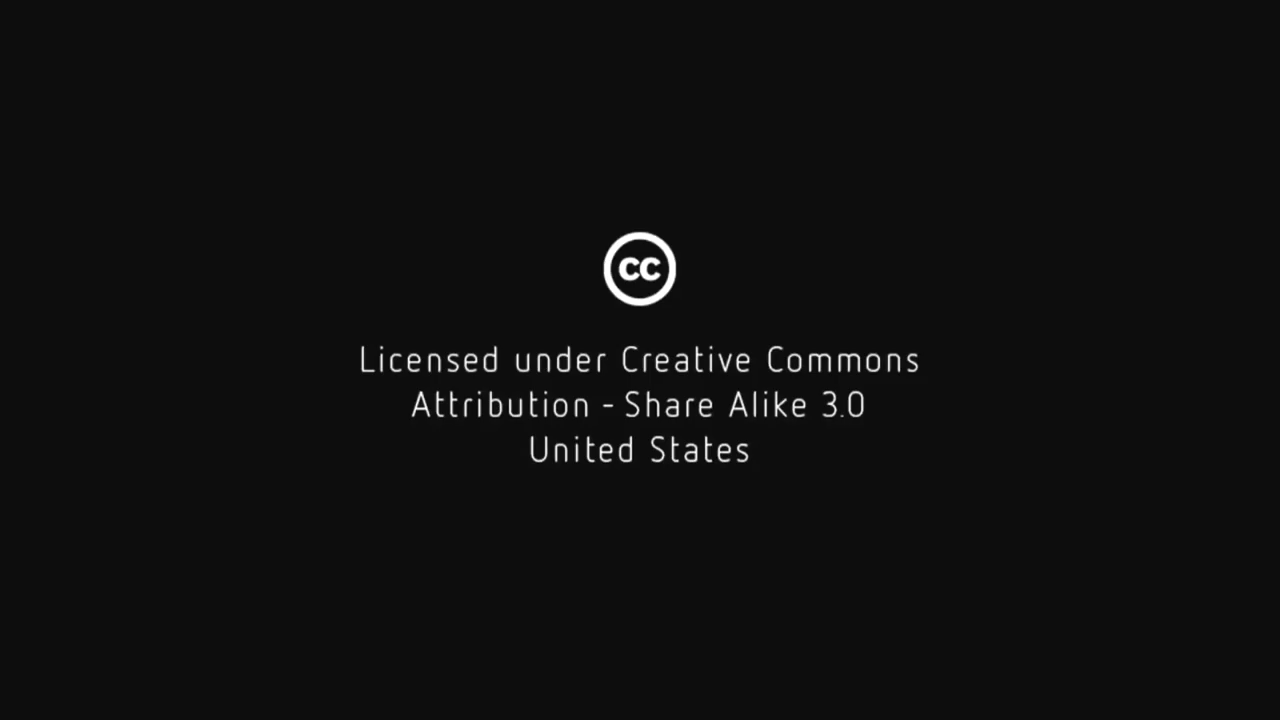 cc
Licensed under Creative Commons
Attribution - Share Alike 3.0
United States